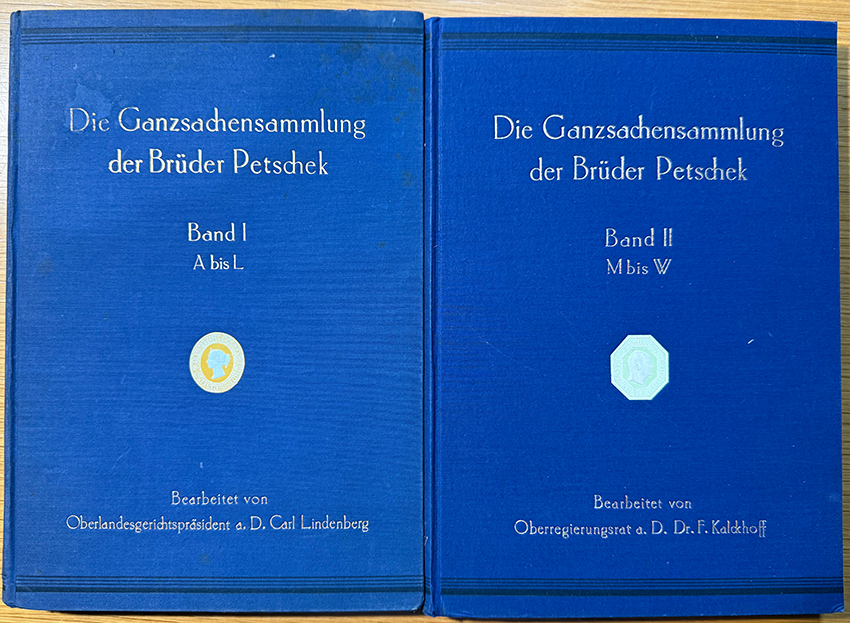 Die Ganzsachensammlung
der Brüder Petschek
Band I
A bis L
Bearbeitet von
Oberlandesgerichtspräsident a. D. Carl Lindenberg
Die Ganzsachensammlung
der Brüder Petschek
Band II
M bis W
Bearbeitet von
Oberregierungsrat a. D. Dr. F. Kalckhoff